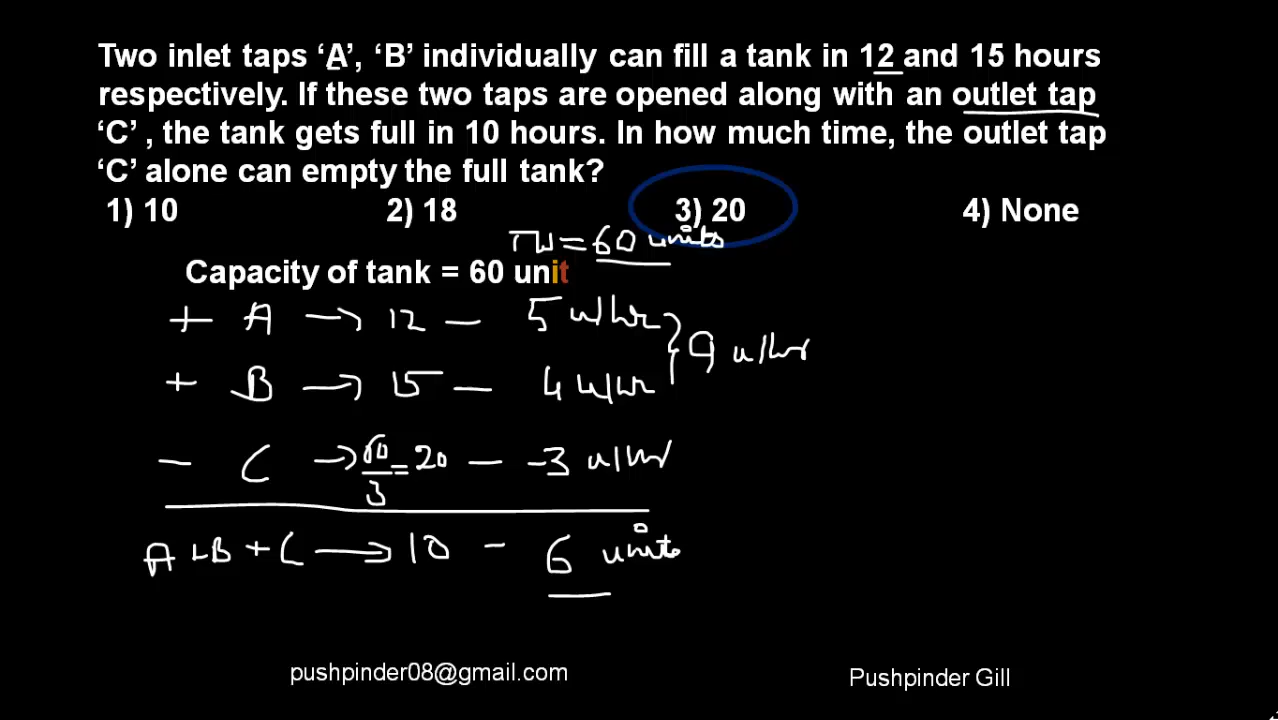 Two inlet taps ‘A’, ‘B’ individually can fill a tank in 12 and 15 hours
respectively. If these two taps are opened along with an outlet tap
‘C’ , the tank gets full in 10 hours. In how much time, the outlet tap
‘C’ alone can empty the full tank?
1) 10 2) 18 3) 20 4) None
TW = 60 units
Capacity of tank = 60 unit
+ A → 12 — 5 u/hr
} 9 u/hr
+ B → 15 — 4 u/hr
- C → 60/3 = 20 — -3 u/hr
A+B+C → 10 - 6 units
pushpinder08@gmail.com Pushpinder Gill